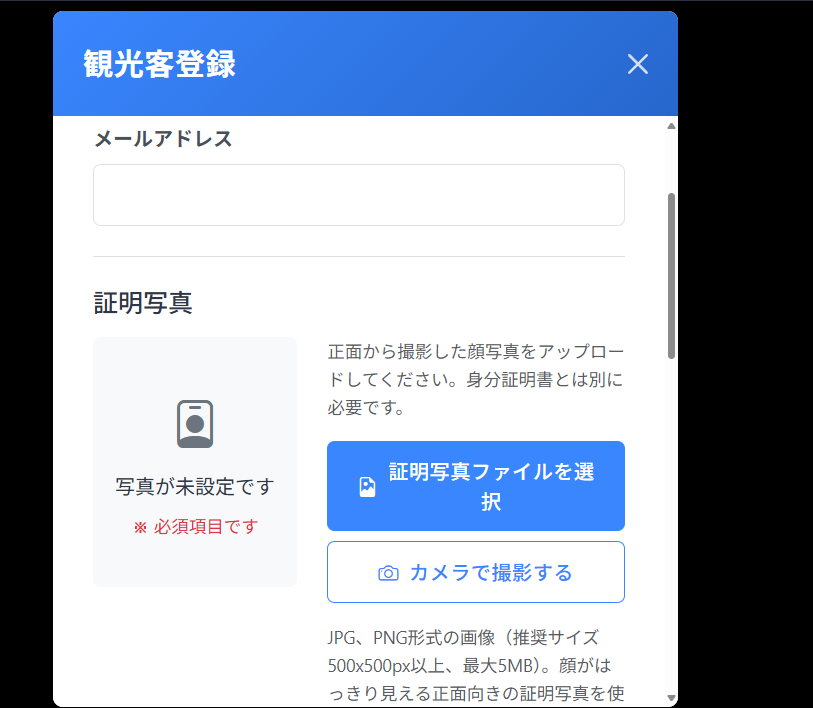 観光客登録
メールアドレス
証明写真
写真が未設定です
※ 必須項目です
正面から撮影した顔写真をアップロー
ドしてください。身分証明書とは別に
必要です。
証明写真ファイルを選
択
カメラで撮影する
JPG、PNG形式の画像（推奨サイズ
500x500px以上、最大5MB）。顔がは
っきり見える正面向きの証明写真を使